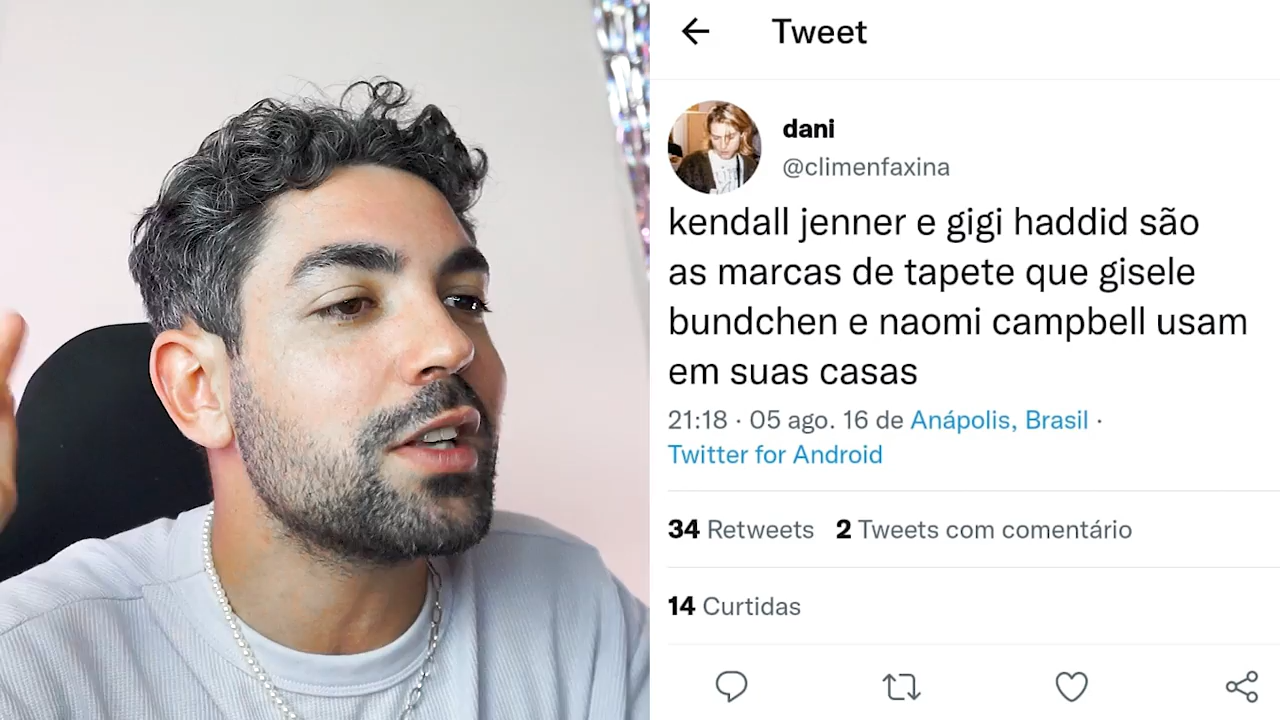 Tweet
dani
@climenfaxina
kendall jenner e gigi haddid são
as marcas de tapete que gisele
bundchen e naomi campbell usam
em suas casas
21:18 · 05 ago. 16 de Anápolis, Brasil ·
Twitter for Android
34 Retweets 2 Tweets com comentário
14 Curtidas